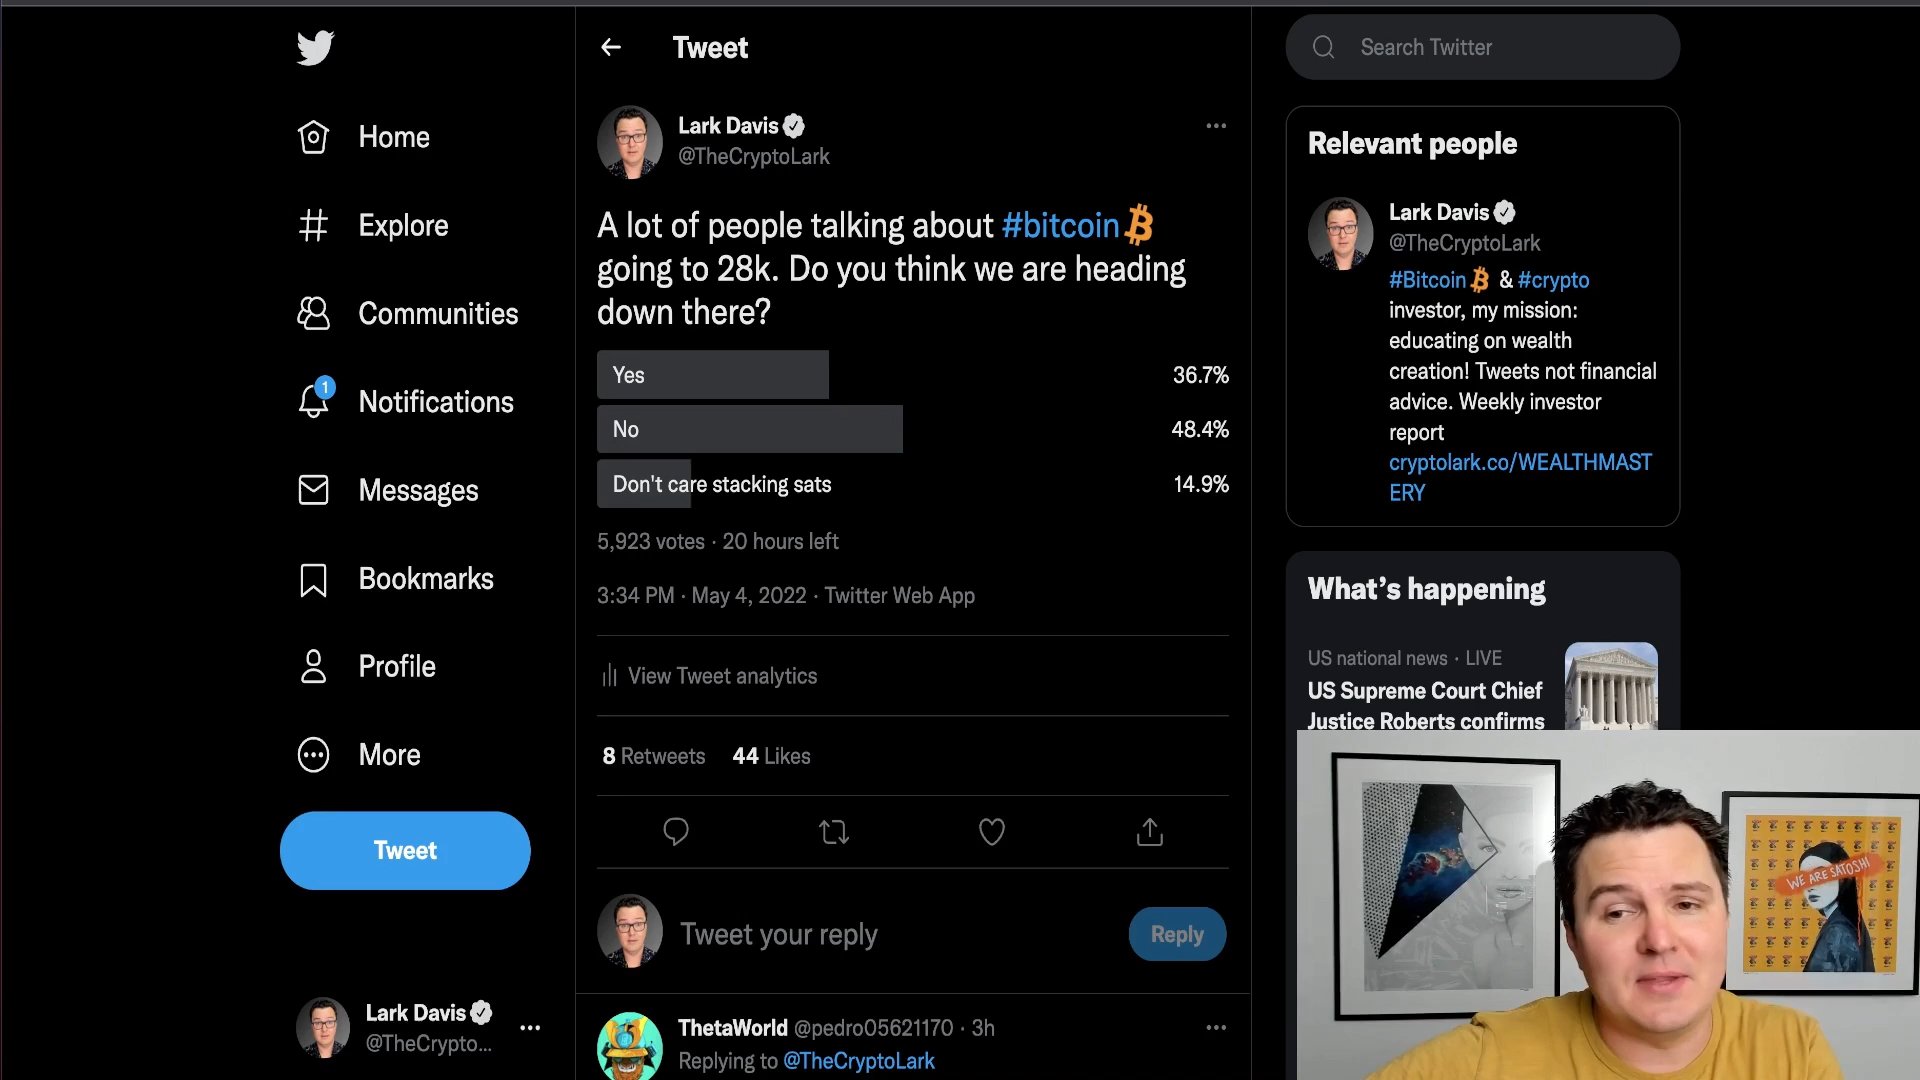 Home
Explore
Communities
1
Notifications
Messages
Bookmarks
Profile
More
Tweet
Lark Davis
@TheCrypto...
Tweet
Lark Davis
@TheCryptoLark
A lot of people talking about #bitcoin
going to 28k. Do you think we are heading
down there?
Yes 36.7%
No 48.4%
Don't care stacking sats 14.9%
5,923 votes · 20 hours left
3:34 PM · May 4, 2022 · Twitter Web App
View Tweet analytics
8 Retweets 44 Likes
Tweet your reply
Reply
ThetaWorld @pedro05621170 · 3h
Replying to @TheCryptoLark
Search Twitter
Relevant people
Lark Davis
@TheCryptoLark
#Bitcoin & #crypto
investor, my mission:
educating on wealth
creation! Tweets not financial
advice. Weekly investor
report
cryptolark.co/WEALTHMAST
ERY
What's happening
US national news · LIVE
US Supreme Court Chief
Justice Roberts confirms
WE ARE SATOSHI